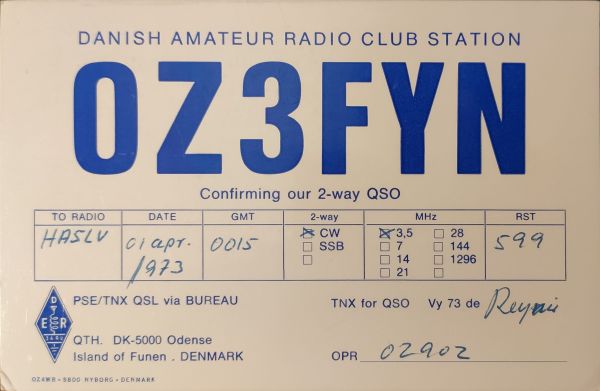 DANISH AMATEUR RADIO CLUB STATION
OZ3FYN
Confirming our 2-way QSO
TO RADIO DATE GMT 2-way MHz RST
HA5LV 01 apr. 1973 0015 CW SSB 3,5 7 14 21 28 144 1296 599
PSE/TNX QSL via BUREAU
TNX for QSO Vy 73 de
QTH. DK-5000 Odense
Island of Funen . DENMARK
OPR OZ9OZ
OZ4WR - 5800 NYBORG - DENMARK